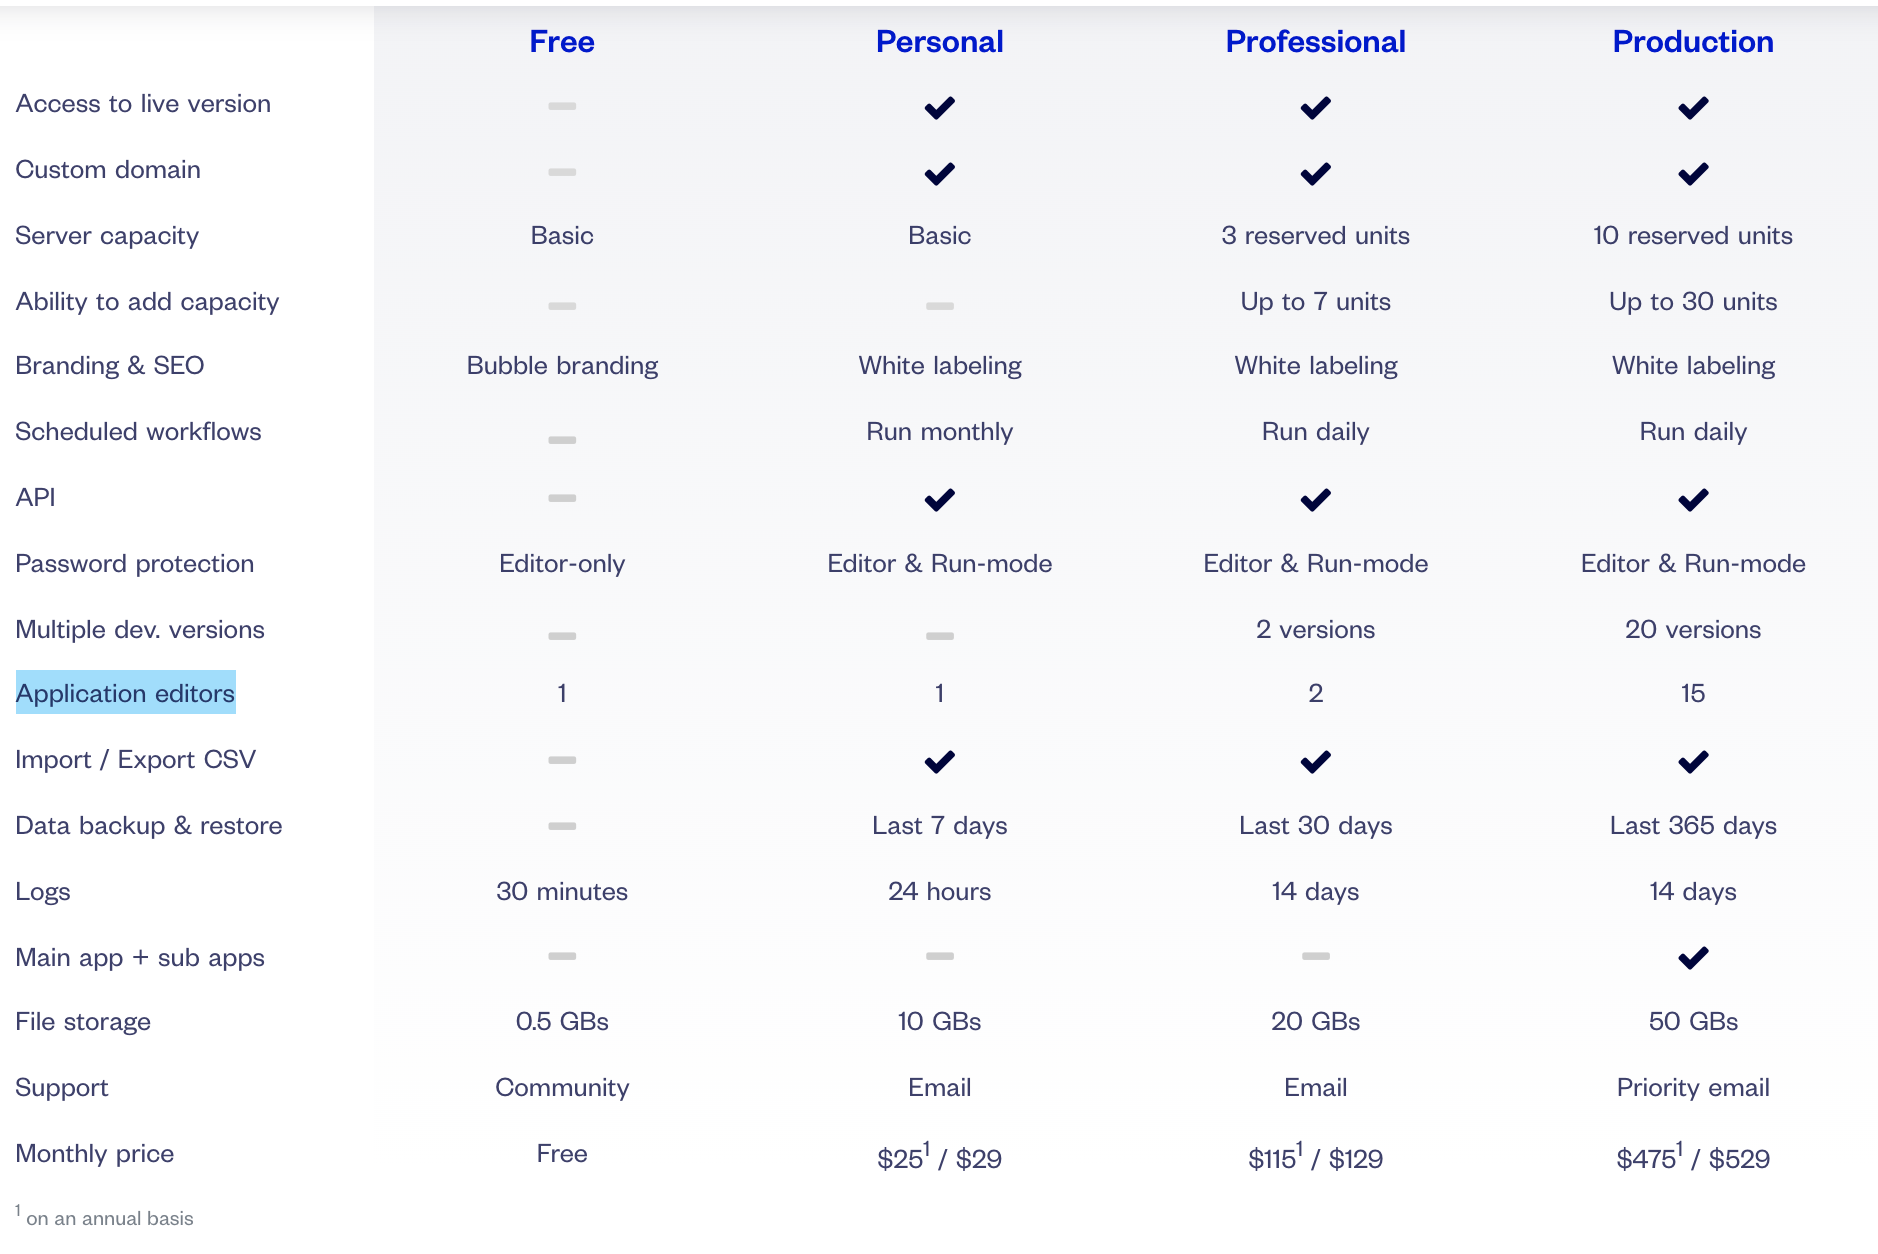 Free Personal Professional Production
Access to live version
Custom domain
Server capacity Basic Basic 3 reserved units 10 reserved units
Ability to add capacity Up to 7 units Up to 30 units
Branding & SEO Bubble branding White labeling White labeling White labeling
Scheduled workflows Run monthly Run daily Run daily
API
Password protection Editor-only Editor & Run-mode Editor & Run-mode Editor & Run-mode
Multiple dev. versions 2 versions 20 versions
Application editors 1 1 2 15
Import / Export CSV
Data backup & restore Last 7 days Last 30 days Last 365 days
Logs 30 minutes 24 hours 14 days 14 days
Main app + sub apps
File storage 0.5 GBs 10 GBs 20 GBs 50 GBs
Support Community Email Email Priority email
Monthly price Free $25¹ / $29 $115¹ / $129 $475¹ / $529
¹ on an annual basis